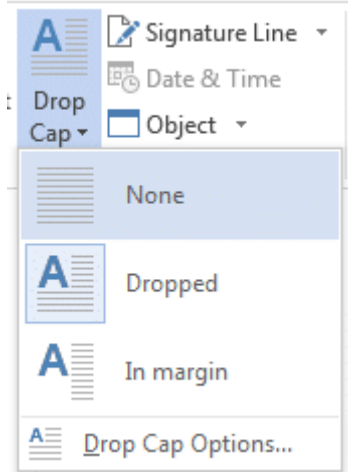 Signature Line
Date & Time
Drop
Cap
Object
None
Dropped
In margin
Drop Cap Options...